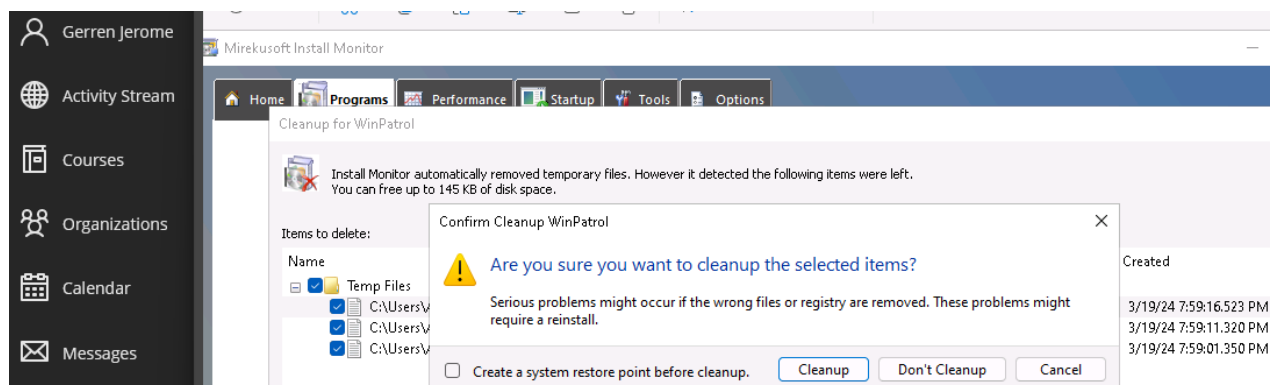 Gerren Jerome
Activity Stream
Courses
Organizations
Calendar
Messages
Mirekusoft Install Monitor
Home Programs Performance Startup Tools Options
Cleanup for WinPatrol
Install Monitor automatically removed temporary files. However it detected the following items were left.
You can free up to 145 KB of disk space.
Items to delete:
Name Created
Temp Files
C:\Users\ 3/19/24 7:59:16.523 PM
C:\Users\ 3/19/24 7:59:11.320 PM
C:\Users\ 3/19/24 7:59:01.350 PM
Confirm Cleanup WinPatrol
Are you sure you want to cleanup the selected items?
Serious problems might occur if the wrong files or registry are removed. These problems might
require a reinstall.
Create a system restore point before cleanup. Cleanup Don't Cleanup Cancel